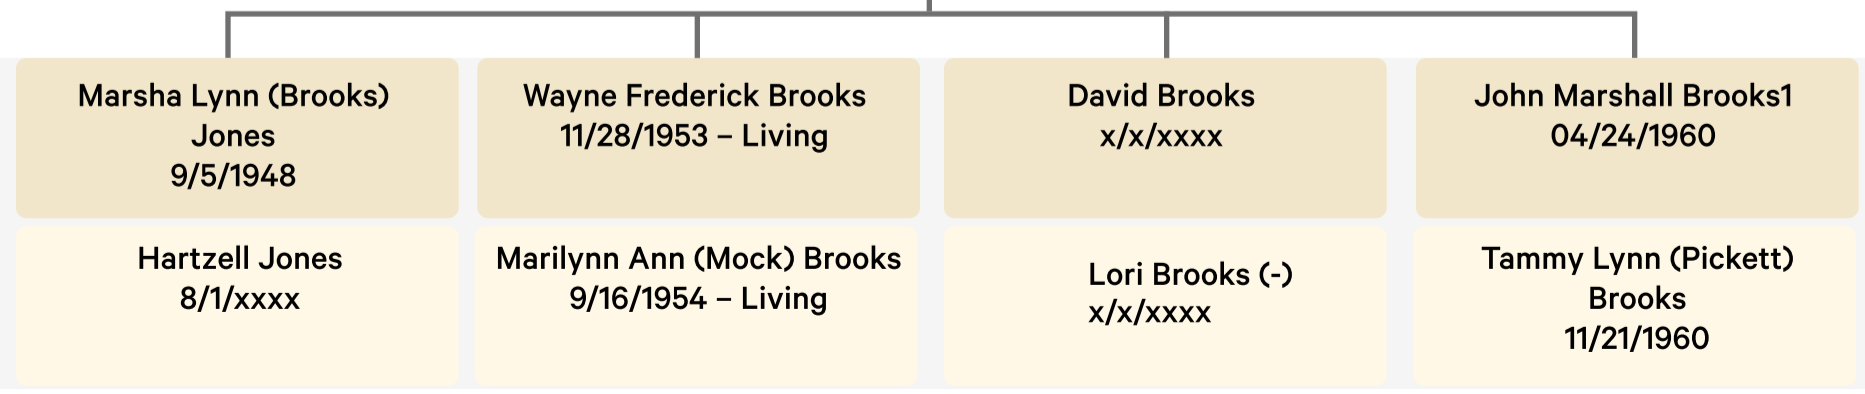 Marsha Lynn (Brooks)
Jones
9/5/1948
Wayne Frederick Brooks
11/28/1953 – Living
David Brooks
x/x/xxxx
John Marshall Brooks1
04/24/1960
Hartzell Jones
8/1/xxxx
Marilynn Ann (Mock) Brooks
9/16/1954 – Living
Lori Brooks (-)
x/x/xxxx
Tammy Lynn (Pickett)
Brooks
11/21/1960